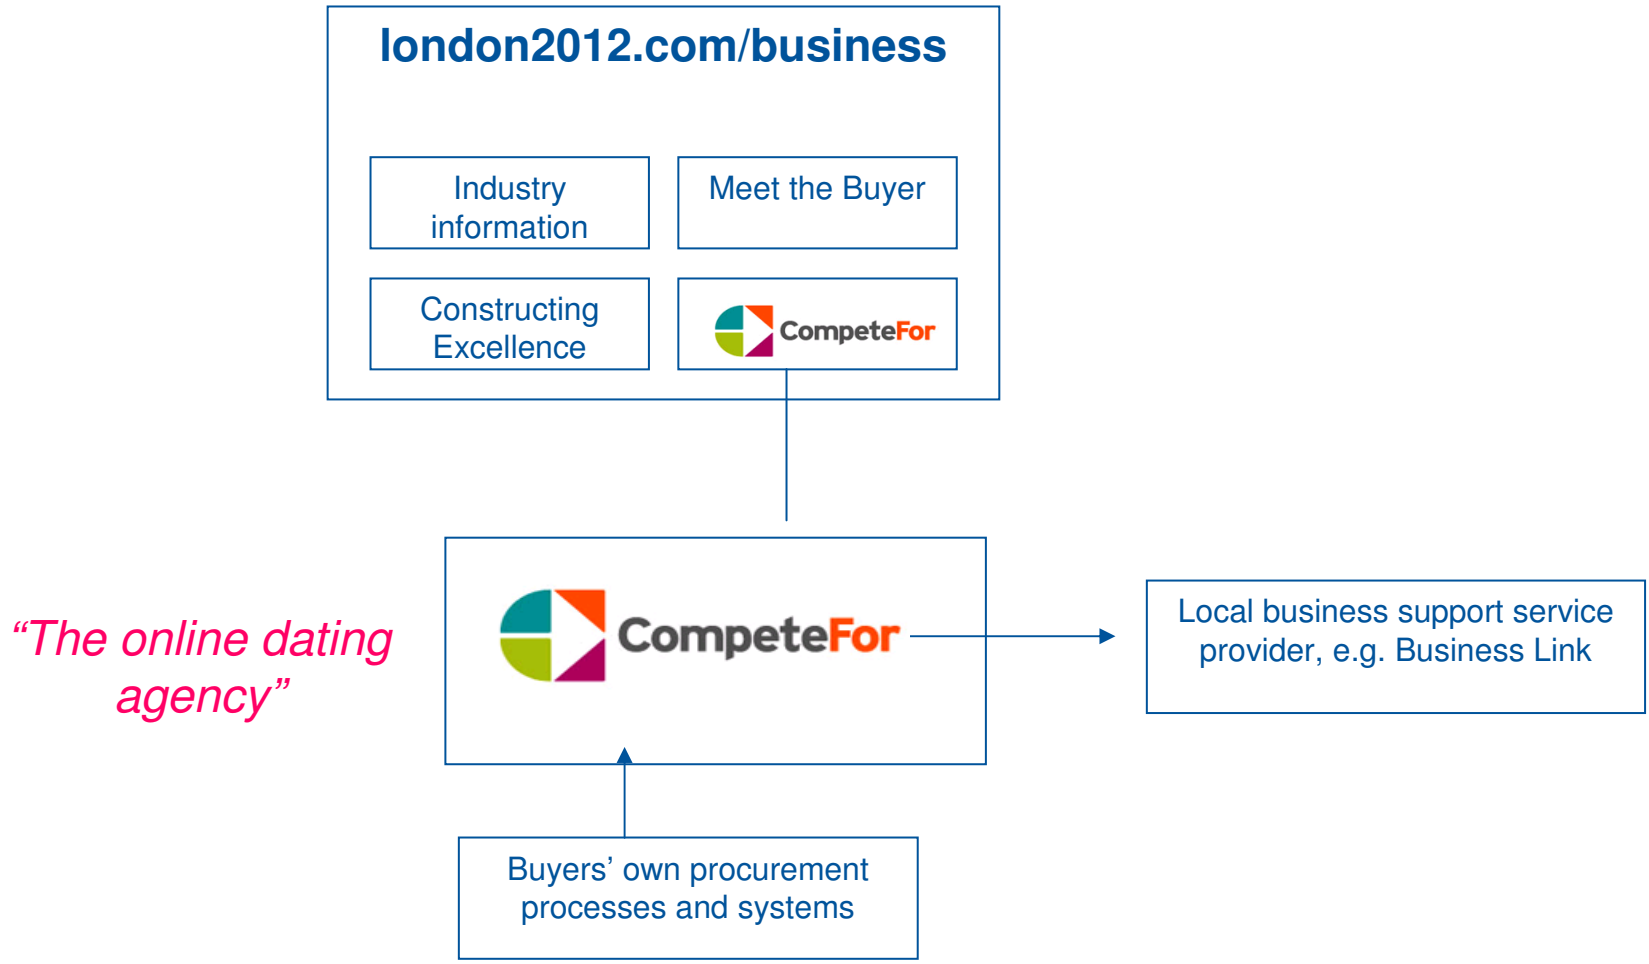 london2012.com/business
Industry
information
Meet the Buyer
Constructing
Excellence
CompeteFor
“The online dating
agency”
CompeteFor
Local business support service
provider, e.g. Business Link
Buyers’ own procurement
processes and systems